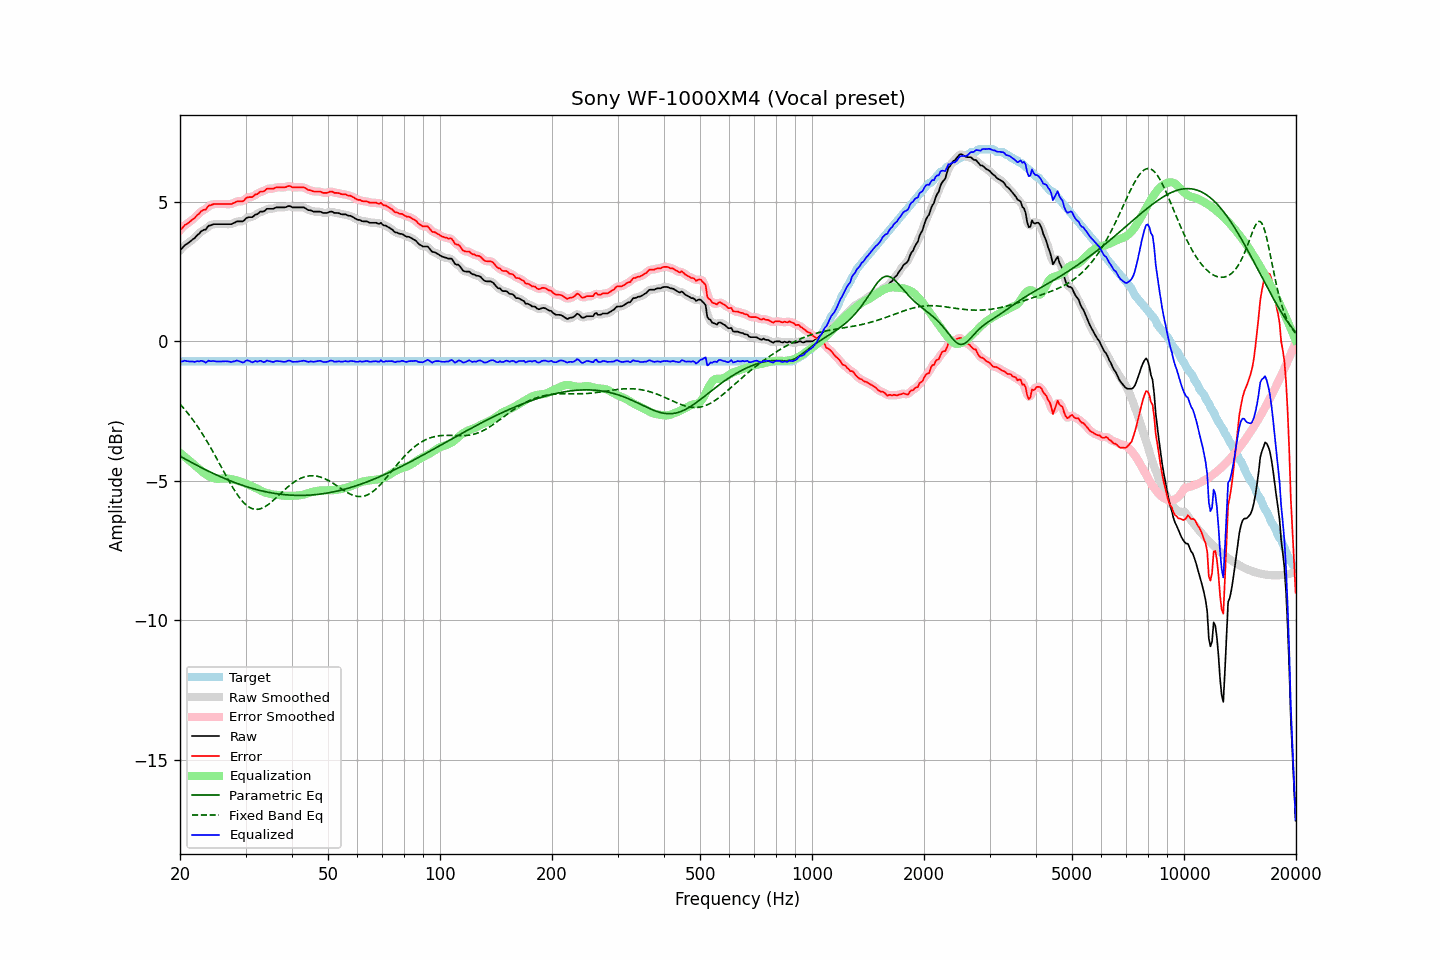 Sony WF-1000XM4 (Vocal preset)
Amplitude (dBr)
5
0
−5
−10
−15
Target
Raw Smoothed
Error Smoothed
Raw
Error
Equalization
Parametric Eq
Fixed Band Eq
Equalized
20 50 100 200 500 1000 2000 5000 10000 20000
Frequency (Hz)